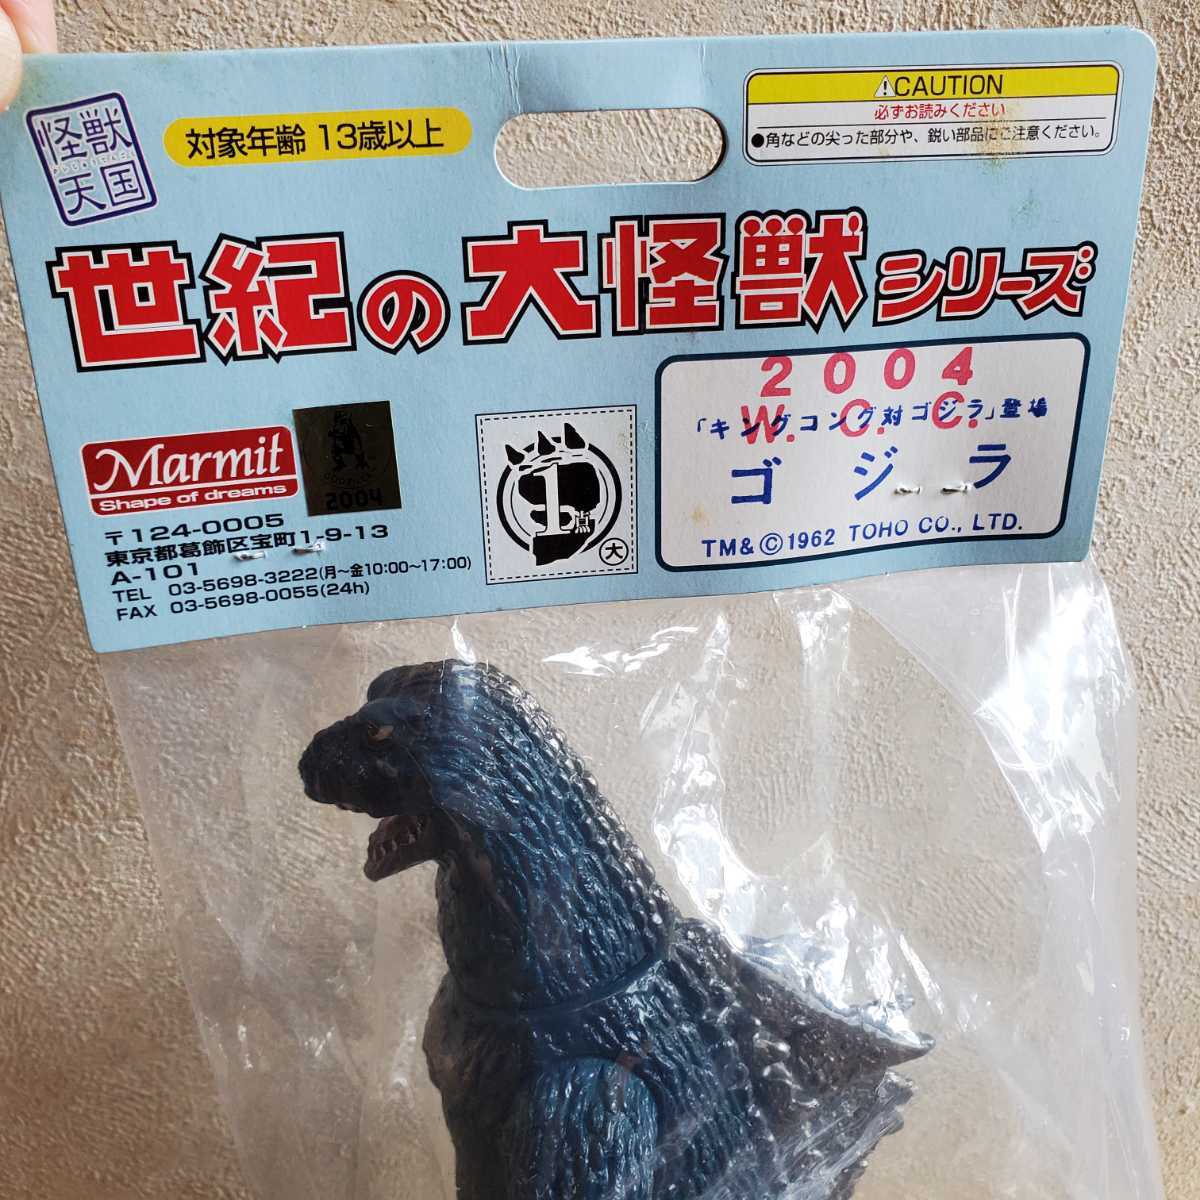 怪獣
天国
対象年齢 13歳以上
⚠CAUTION
必ずお読みください
●角などの尖った部分や、鋭い部品にご注意ください。
世紀の大怪獣シリーズ
Marmit
Shape of dreams
GODZILLA
2004
1
点
大
2004
W. C. C.
「キングコング対ゴジラ」登場
ゴジラ
TM&©1962 TOHO CO., LTD.
〒124-0005
東京都葛飾区宝町1-9-13
A-101
TEL 03-5698-3222(月〜金10:00〜17:00)
FAX 03-5698-0055(24h)